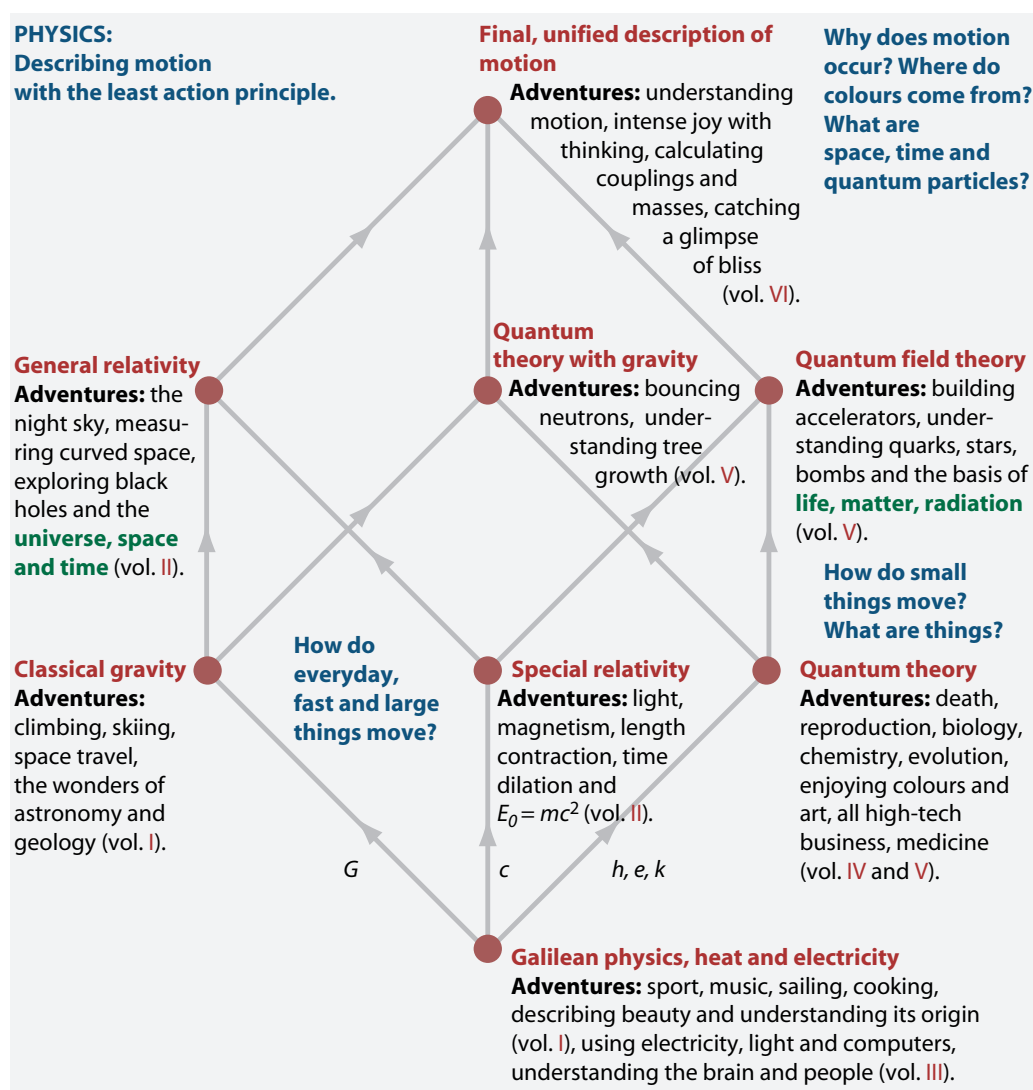 PHYSICS:
Describing motion
with the least action principle.
Final, unified description of
motion
Adventures: understanding
motion, intense joy with
thinking, calculating
couplings and
masses, catching
a glimpse
of bliss
(vol. VI).
Why does motion
occur? Where do
colours come from?
What are
space, time and
quantum particles?
General relativity
Adventures: the
night sky, measu-
ring curved space,
exploring black
holes and the
universe, space
and time (vol. II).
Quantum
theory with gravity
Adventures: bouncing
neutrons, under-
standing tree
growth (vol. V).
Quantum field theory
Adventures: building
accelerators, under-
standing quarks, stars,
bombs and the basis of
life, matter, radiation
(vol. V).
How do small
things move?
What are things?
Classical gravity
Adventures:
climbing, skiing,
space travel,
the wonders of
astronomy and
geology (vol. I).
How do
everyday,
fast and large
things move?
Special relativity
Adventures: light,
magnetism, length
contraction, time
dilation and
E₀ = mc² (vol. II).
Quantum theory
Adventures: death,
reproduction, biology,
chemistry, evolution,
enjoying colours and
art, all high-tech
business, medicine
(vol. IV and V).
G
c
h, e, k
Galilean physics, heat and electricity
Adventures: sport, music, sailing, cooking,
describing beauty and understanding its origin
(vol. I), using electricity, light and computers,
understanding the brain and people (vol. III).